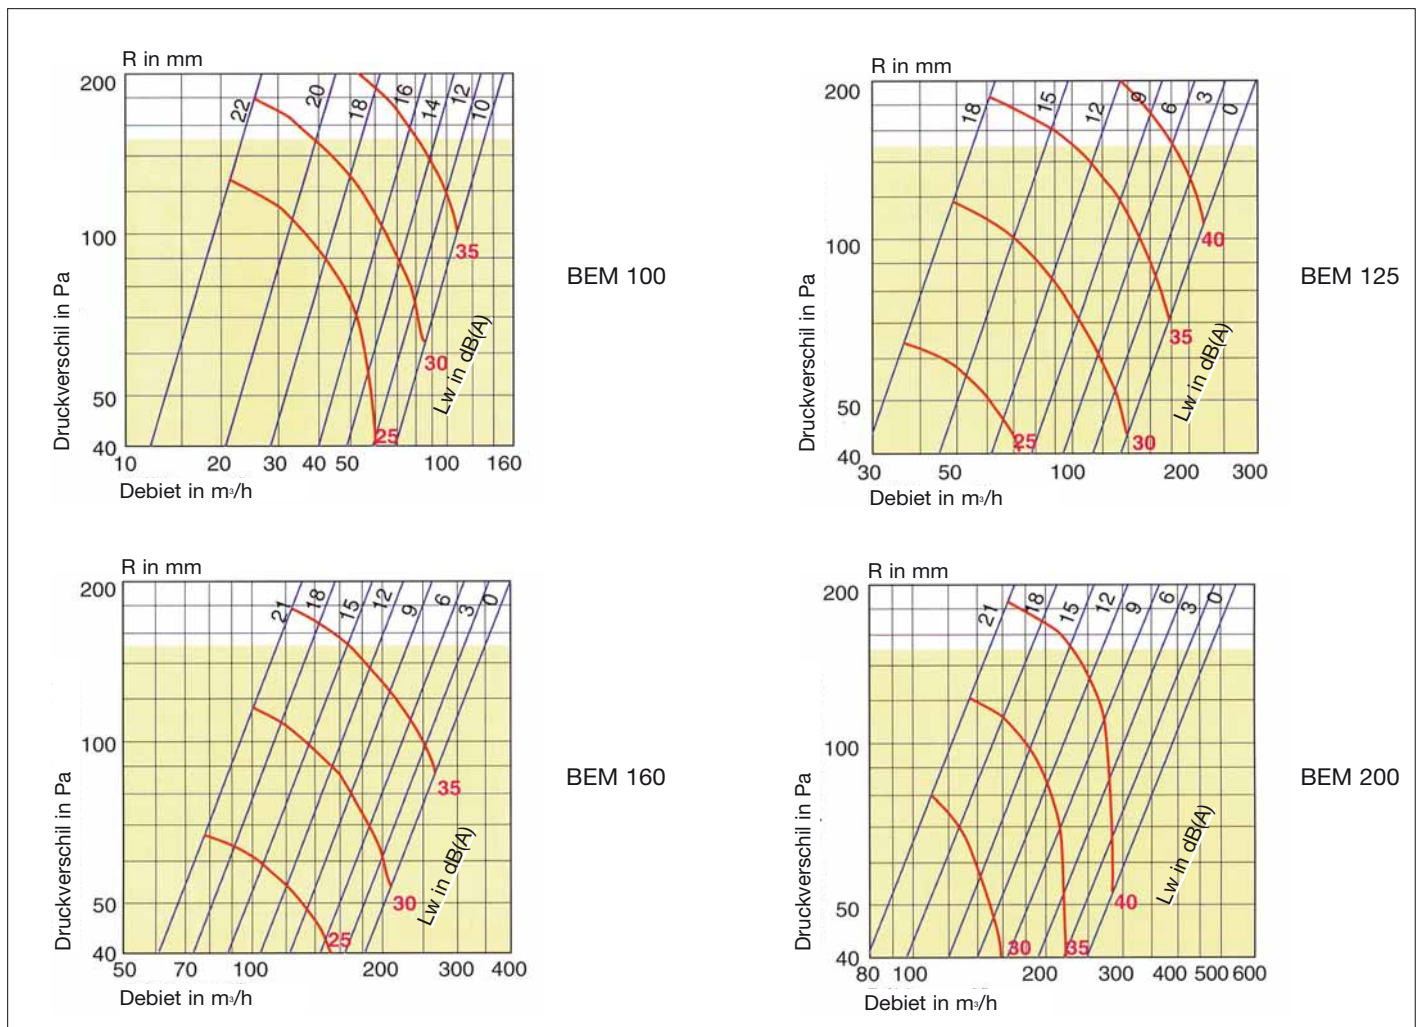 R in mm
200
100
50
40
22
20
18
16
14
12
10
35
30
25
Lw in dB(A)
Druckverschil in Pa
10 20 30 40 50 100 160
Debiet in m³/h
BEM 100
R in mm
200
100
50
40
18
15
12
9
6
3
0
40
35
30
25
Lw in dB(A)
Druckverschil in Pa
30 50 100 200 300
Debiet in m³/h
BEM 125
R in mm
200
100
50
40
21
18
15
12
9
6
3
0
35
30
25
Lw in dB(A)
Druckverschil in Pa
50 70 100 200 300 400
Debiet in m³/h
BEM 160
R in mm
200
100
50
40
21
18
15
12
9
6
3
0
40
30
35
Lw in dB(A)
Druckverschil in Pa
80 100 200 300 400 500 600
Debiet in m³/h
BEM 200